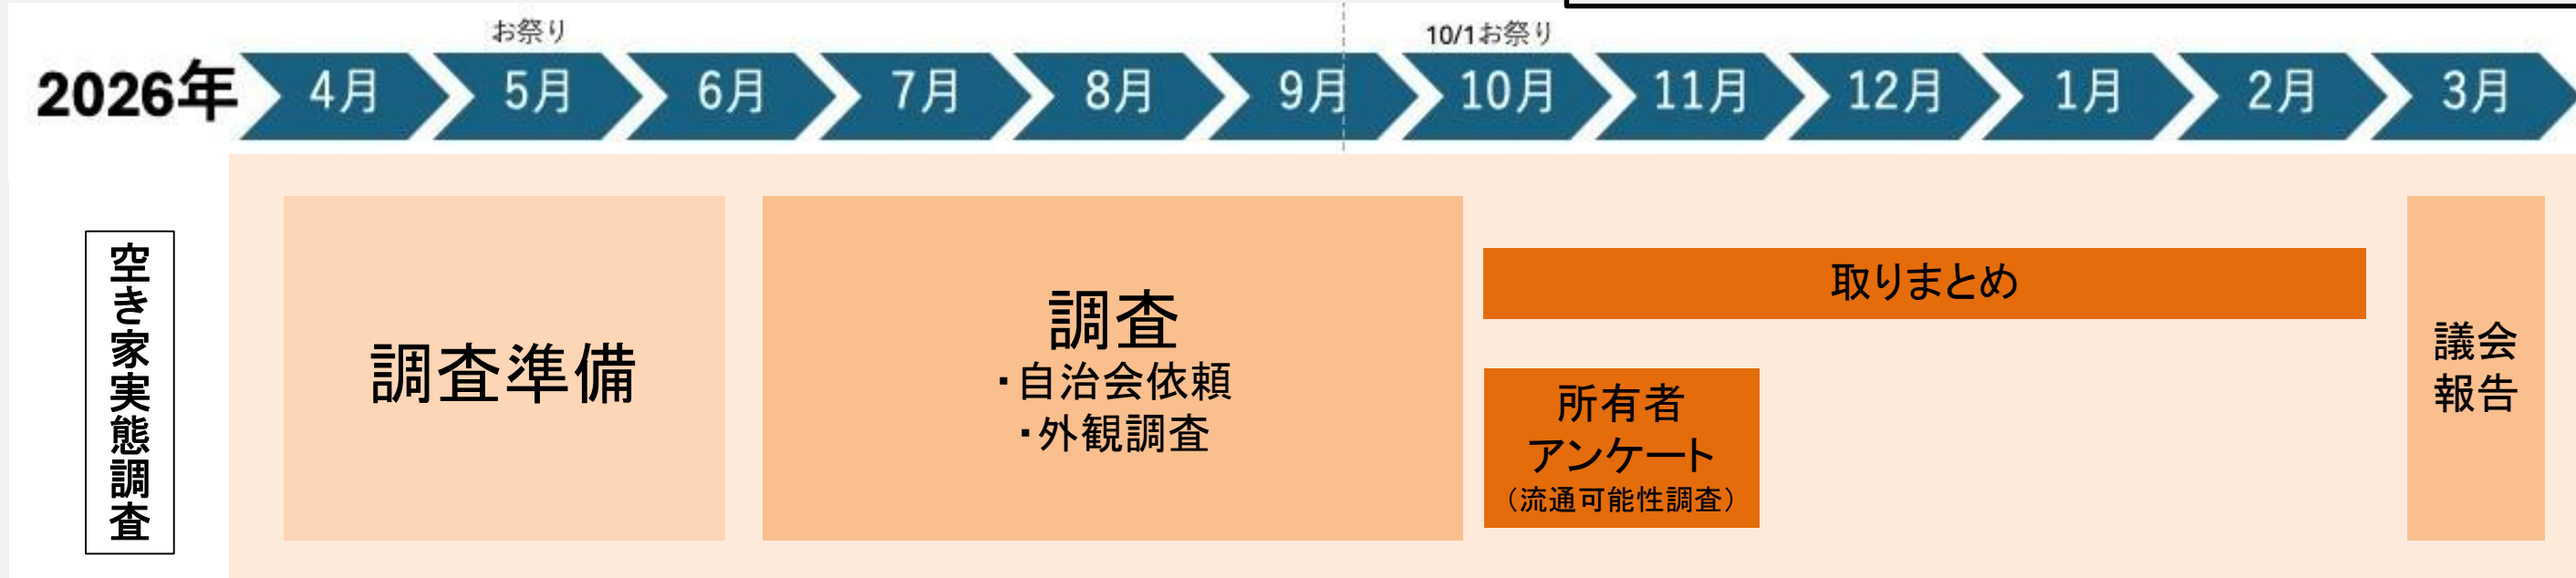 お祭り
10/1お祭り
2026年
4月
5月
6月
7月
8月
9月
10月
11月
12月
1月
2月
3月
空き家実態調査
調査準備
調査
・自治会依頼
・外観調査
取りまとめ
所有者
アンケート
（流通可能性調査）
議会
報告